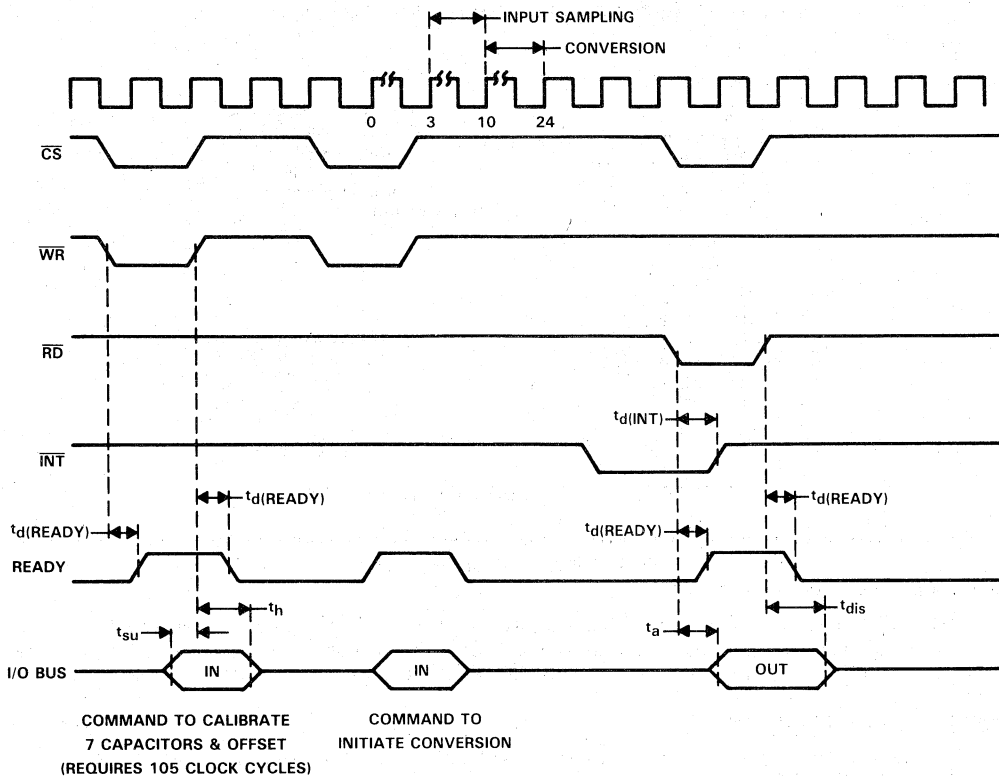 INPUT SAMPLING
CONVERSION
0 3 10 24
CS
WR
RD
td(INT)
INT
td(READY)
td(READY)
td(READY)
td(READY)
READY
th
tdis
tsu
ta
I/O BUS
IN
IN
OUT
COMMAND TO CALIBRATE
7 CAPACITORS & OFFSET
(REQUIRES 105 CLOCK CYCLES)
COMMAND TO
INITIATE CONVERSION